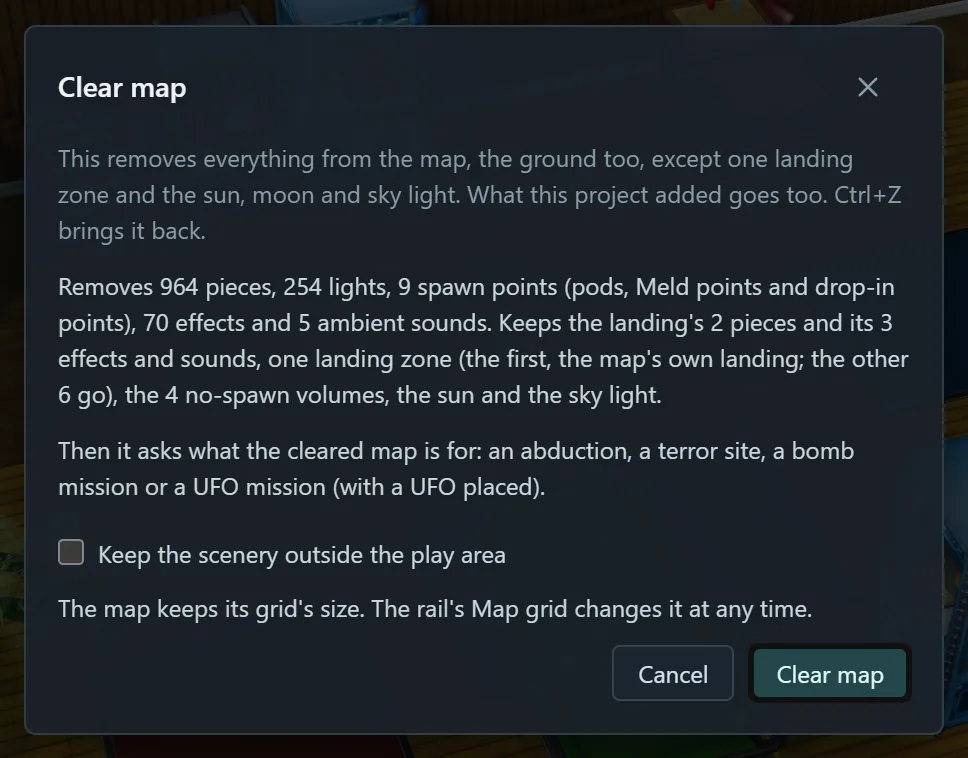 Clear map
This removes everything from the map, the ground too, except one landing
zone and the sun, moon and sky light. What this project added goes too. Ctrl+Z
brings it back.
Removes 964 pieces, 254 lights, 9 spawn points (pods, Meld points and drop-in
points), 70 effects and 5 ambient sounds. Keeps the landing's 2 pieces and its 3
effects and sounds, one landing zone (the first, the map's own landing; the other
6 go), the 4 no-spawn volumes, the sun and the sky light.
Then it asks what the cleared map is for: an abduction, a terror site, a bomb
mission or a UFO mission (with a UFO placed).
Keep the scenery outside the play area
The map keeps its grid's size. The rail's Map grid changes it at any time.
Cancel
Clear map